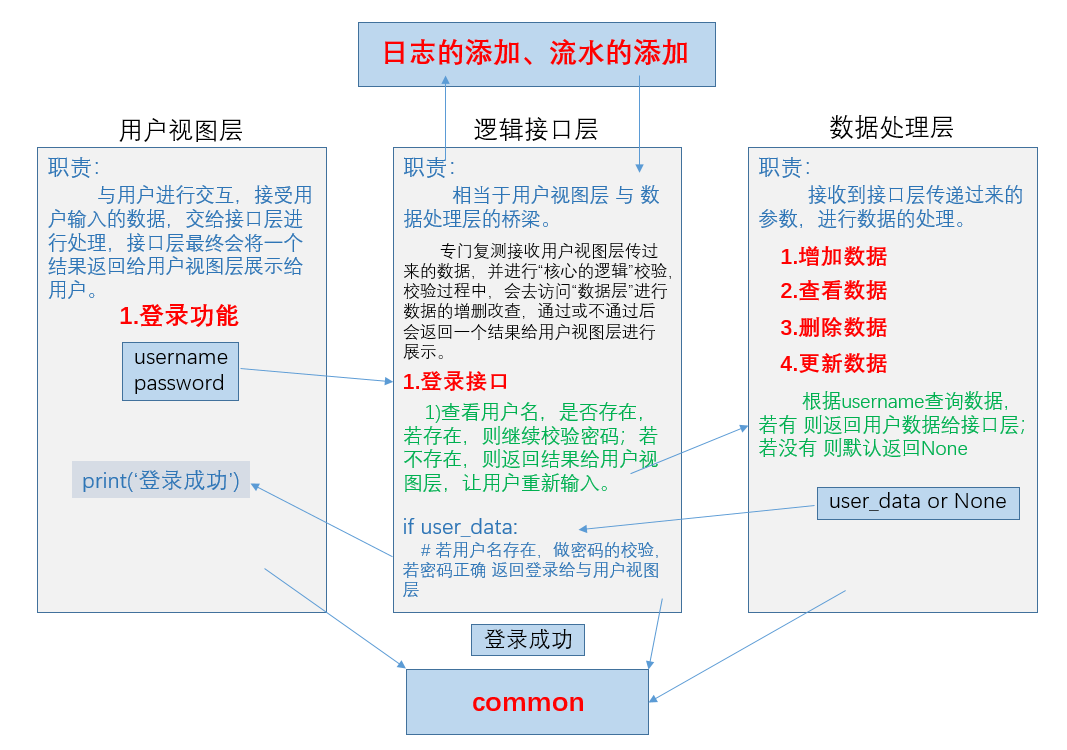 日志的添加、流水的添加
用户视图层
职责：
与用户进行交互，接受用
户输入的数据，交给接口层进
行处理，接口层最终会将一个
结果返回给用户视图层展示给
用户。
1.登录功能
username
password
print(‘登录成功’)
逻辑接口层
职责：
相当于用户视图层 与 数
据处理层的桥梁。
专门复测接收用户视图层传过
来的数据，并进行“核心的逻辑”校验,
校验过程中，会去访问“数据层”进行
数据的增删改查，通过或不通过后
会返回一个结果给用户视图层进行
展示。
1.登录接口
1)查看用户名，是否存在，
若存在，则继续校验密码；若
不存在，则返回结果给用户视
图层，让用户重新输入。
if user_data:
# 若用户名存在，做密码的校验,
若密码正确 返回登录给与用户视图
层
登录成功
数据处理层
职责：
接收到接口层传递过来的
参数，进行数据的处理。
1.增加数据
2.查看数据
3.删除数据
4.更新数据
根据username查询数据，
若有 则返回用户数据给接口层；
若没有 则默认返回None
user_data or None
common